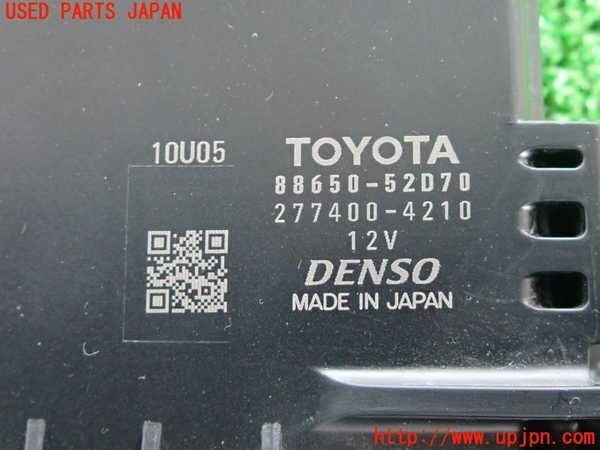 USED PARTS JAPAN
10U05
TOYOTA
88650-52D70
277400-4210
12V
DENSO
MADE IN JAPAN
http://www.upjpn.com